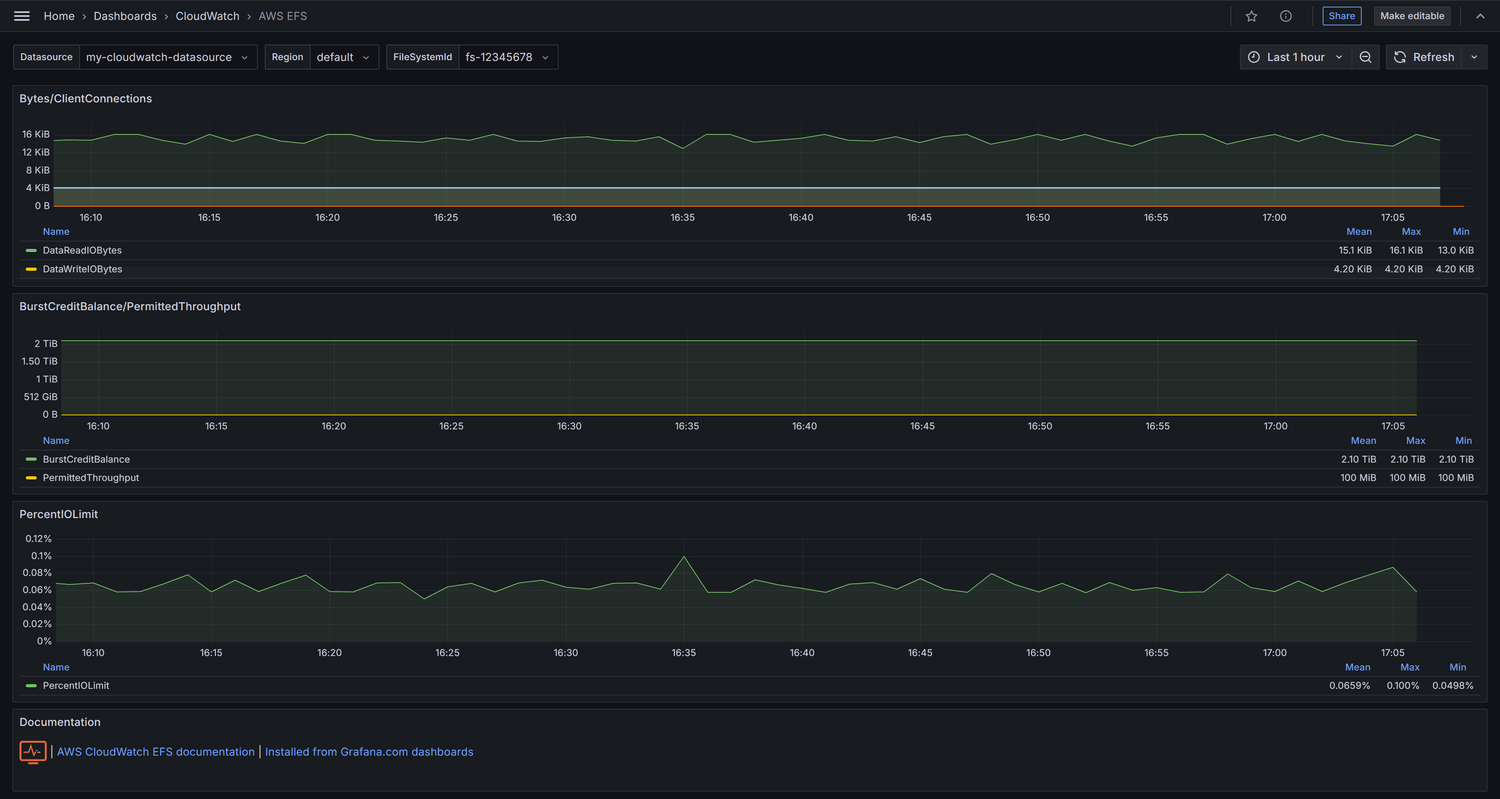 Home › Dashboards › CloudWatch › AWS EFS Share Make editable
Datasource my-cloudwatch-datasource Region default FileSystemId fs-12345678 Last 1 hour Refresh
Bytes/ClientConnections
16 KiB
12 KiB
8 KiB
4 KiB
0 B
16:10 16:15 16:20 16:25 16:30 16:35 16:40 16:45 16:50 16:55 17:00 17:05
Name Mean Max Min
DataReadIOBytes 15.1 KiB 16.1 KiB 13.0 KiB
DataWriteIOBytes 4.20 KiB 4.20 KiB 4.20 KiB
BurstCreditBalance/PermittedThroughput
2 TiB
1.50 TiB
1 TiB
512 GiB
0 B
16:10 16:15 16:20 16:25 16:30 16:35 16:40 16:45 16:50 16:55 17:00 17:05
Name Mean Max Min
BurstCreditBalance 2.10 TiB 2.10 TiB 2.10 TiB
PermittedThroughput 100 MiB 100 MiB 100 MiB
PercentIOLimit
0.12%
0.1%
0.08%
0.06%
0.04%
0.02%
0%
16:10 16:15 16:20 16:25 16:30 16:35 16:40 16:45 16:50 16:55 17:00 17:05
Name Mean Max Min
PercentIOLimit 0.0659% 0.100% 0.0498%
Documentation
| AWS CloudWatch EFS documentation | Installed from Grafana.com dashboards